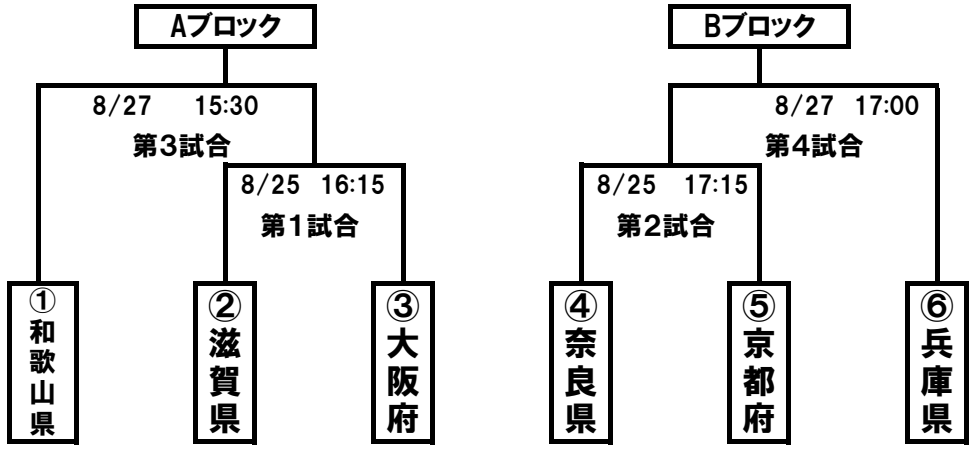 Aブロック
8/27 15:30
第3試合
8/25 16:15
第1試合
①和歌山県
②滋賀県
③大阪府
Bブロック
8/27 17:00
第4試合
8/25 17:15
第2試合
④奈良県
⑤京都府
⑥兵庫県